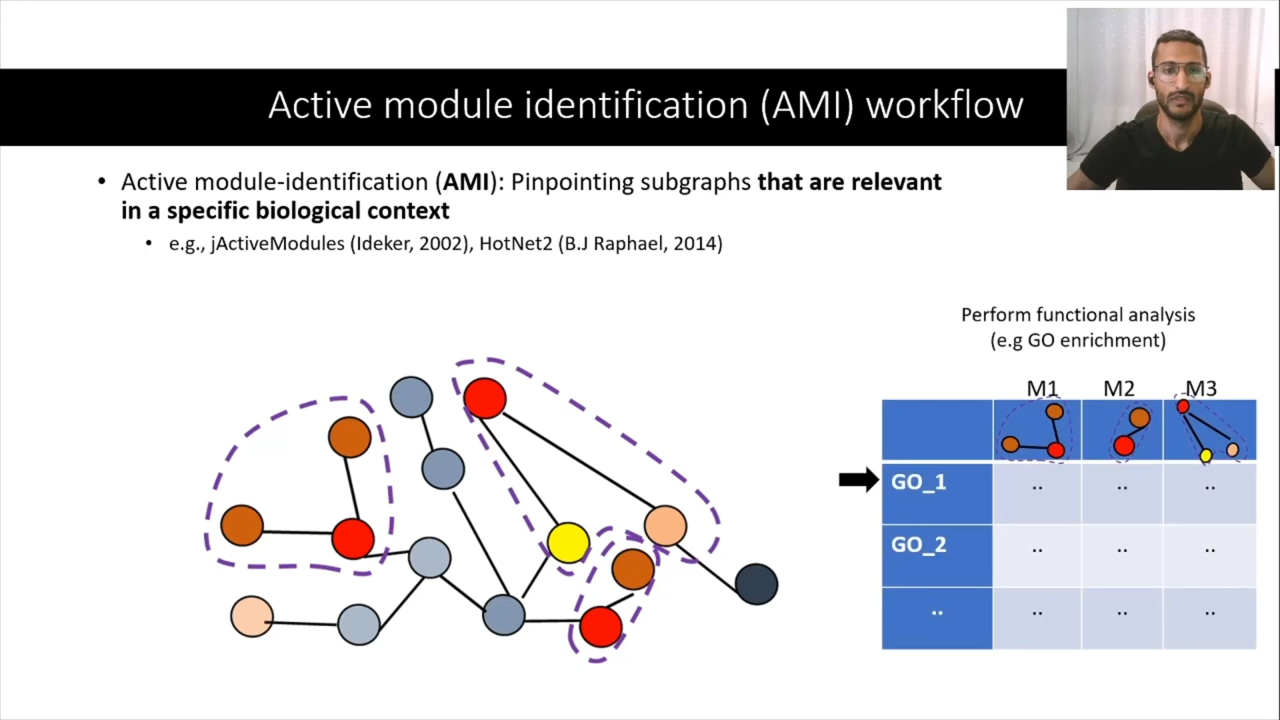 Active module identification (AMI) workflow
• Active module-identification (AMI): Pinpointing subgraphs that are relevant
in a specific biological context
• e.g., jActiveModules (Ideker, 2002), HotNet2 (B.J Raphael, 2014)
Perform functional analysis
(e.g GO enrichment)
M1 M2 M3
GO_1 .. .. ..
GO_2 .. .. ..
.. .. .. ..